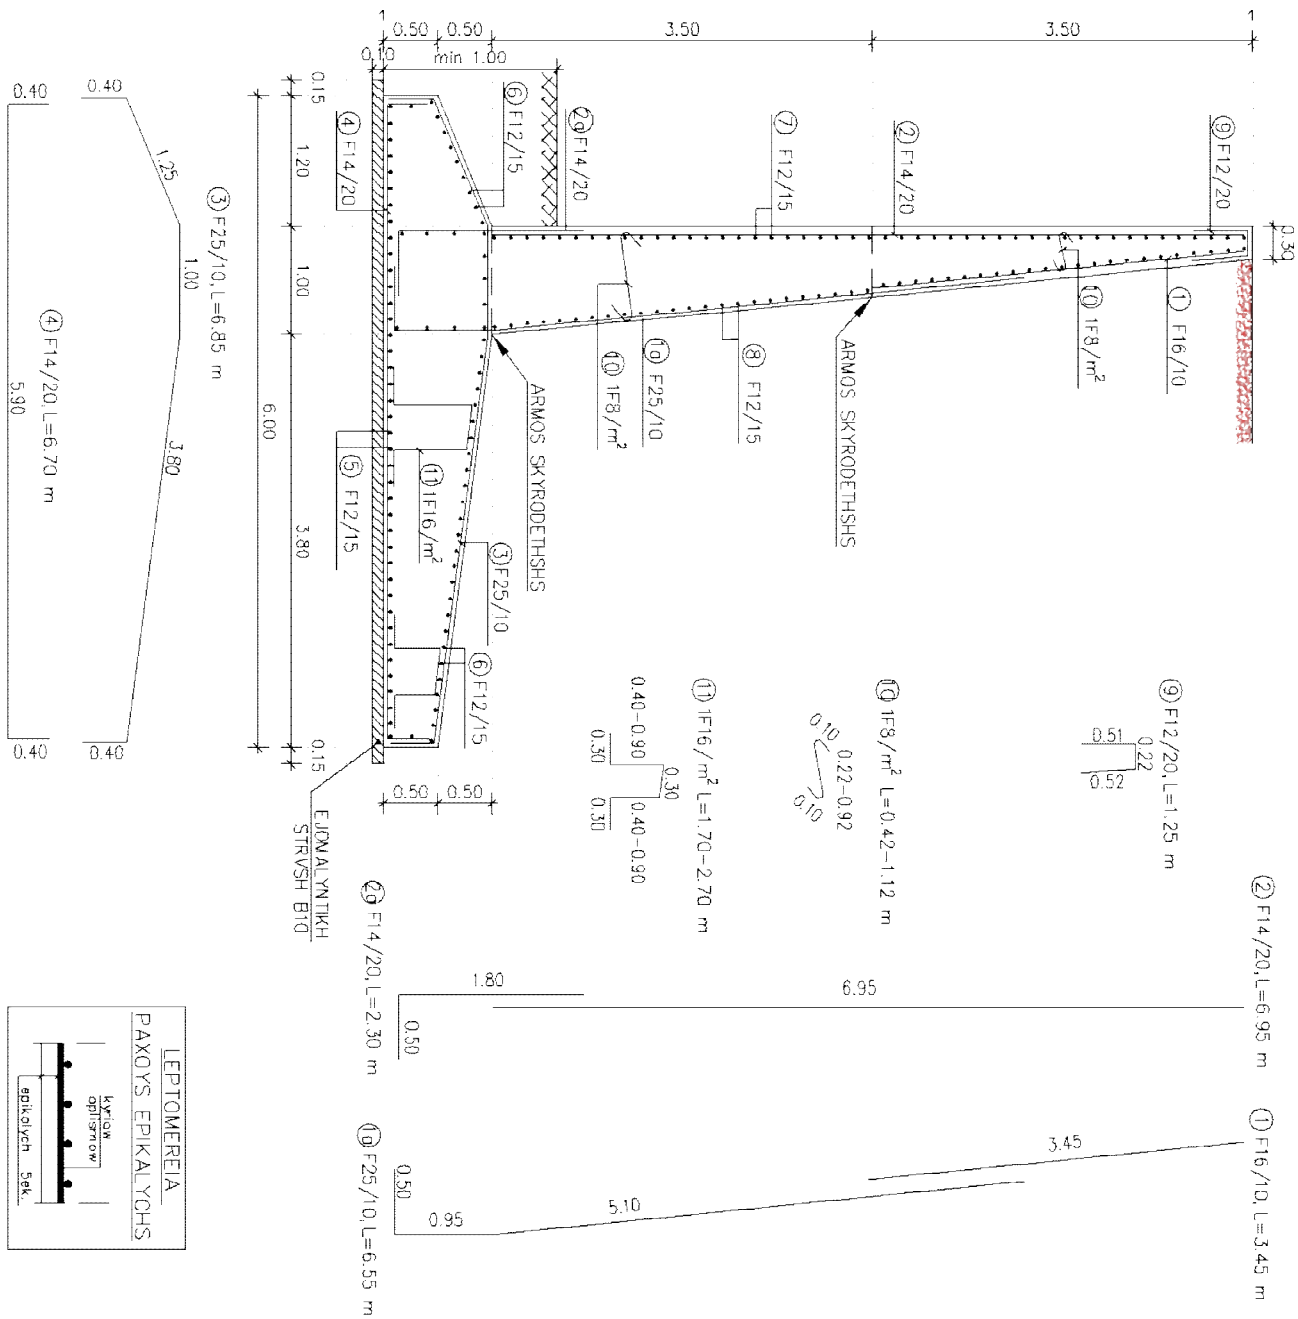 1
0.50
0.50
3.50
3.50
1
0.10
min 1.00
0.40
0.40
1.25
③ F25/10, L=6.85 m
1.00
3.80
0.40
④ F14/20, L=6.70 m
5.90
0.40
0.15
1.20
1.00
6.00
3.80
0.15
④ F14/20
⑥ F12/15
2a F14/20
⑦ F12/15
② F14/20
⑨ F12/20
0.30
① F16/10
⑩ 1F8/m²
ARMOS SKYRODETHSHS
⑧ F12/15
1a F25/10
⑩ 1F8/m²
ARMOS SKYRODETHSHS
⑤ F12/15
⑪ 1F16/m²
③ F25/10
⑥ F12/15
0.50
0.50
EJOMALYNTIKH
STRVSH B10
⑨ F12/20, L=1.25 m
0.51
0.22
0.52
⑩ 1F8/m² L=0.42-1.12 m
0.10
0.22-0.92
0.10
⑪ 1F16/m² L=1.70-2.70 m
0.40-0.90
0.30
0.30
0.30
0.40-0.90
② F14/20, L=6.95 m
6.95
1.80
0.50
2a F14/20, L=2.30 m
① F16/10, L=3.45 m
3.45
5.10
0.95
0.50
1a F25/10, L=6.55 m
LEPTOMEREIA
PAXOYS EPIKALYCHS
kyriow
oplismow
epikalych 5ek.